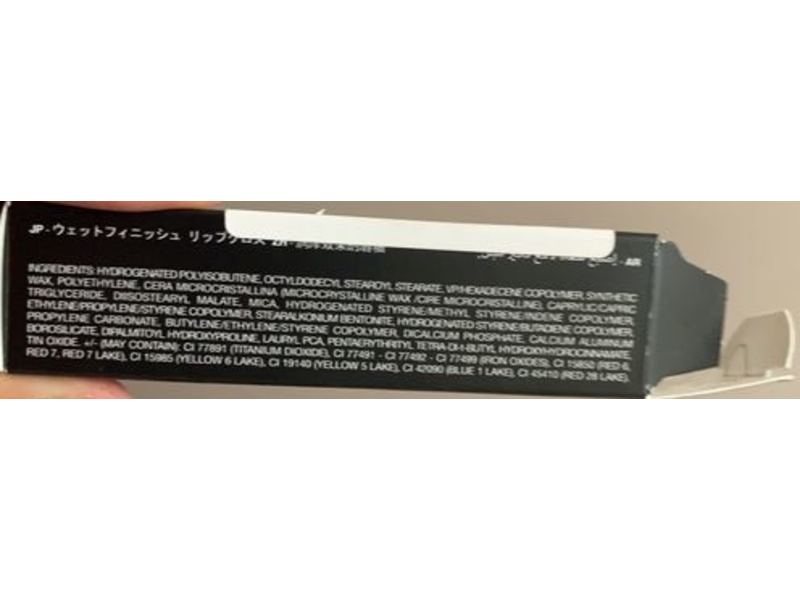 JP - ウェットフィニッシュ リップグロス ZH -
- AR
INGREDIENTS: HYDROGENATED POLYISOBUTENE, OCTYLDODECYL STEAROYL STEARATE, VP/HEXADECENE COPOLYMER, SYNTHETIC
WAX, POLYETHYLENE, CERA MICROCRISTALLINA (MICROCRYSTALLINE WAX /CIRE MICROCRISTALLINE), CAPRYLIC/CAPRIC
TRIGLYCERIDE, DIISOSTEARYL MALATE, MICA, HYDROGENATED STYRENE/METHYL STYRENE/INDENE COPOLYMER,
ETHYLENE/PROPYLENE/STYRENE COPOLYMER, STEARALKONIUM BENTONITE, HYDROGENATED STYRENE/BUTADIENE COPOLYMER,
PROPYLENE CARBONATE, BUTYLENE/ETHYLENE/STYRENE COPOLYMER, DICALCIUM PHOSPHATE, CALCIUM ALUMINUM
BOROSILICATE, DIPALMITOYL HYDROXYPROLINE, LAURYL PCA, PENTAERYTHRITYL TETRA-DI-T-BUTYL HYDROXYHYDROCINNAMATE,
TIN OXIDE. +/- (MAY CONTAIN): CI 77891 (TITANIUM DIOXIDE), CI 77491 - CI 77492 - CI 77499 (IRON OXIDES), CI 15850 (RED 6,
RED 7, RED 7 LAKE), CI 15985 (YELLOW 6 LAKE), CI 19140 (YELLOW 5 LAKE), CI 42090 (BLUE 1 LAKE), CI 45410 (RED 28 LAKE).